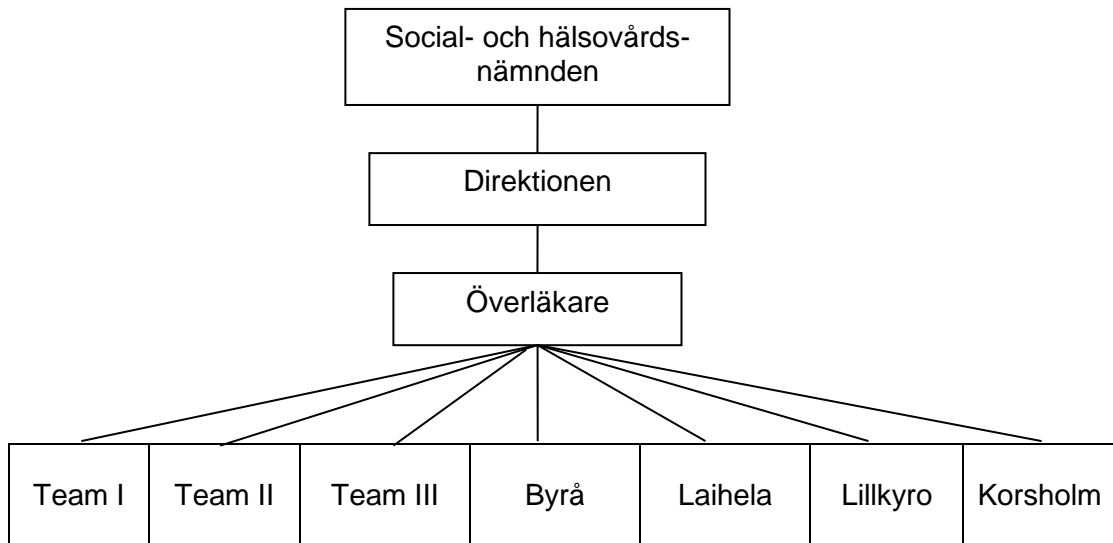 Social- och hälsovårds-
nämnden
Direktionen
Överläkare
Team I Team II Team III Byrå Laihela Lillkyro Korsholm